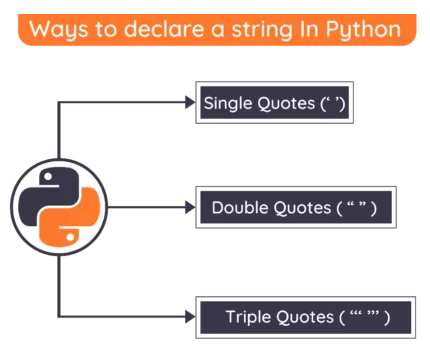 Ways to declare a string In Python
Single Quotes (‘ ’)
Double Quotes ( “ ” )
Triple Quotes ( ‘“ ’” )